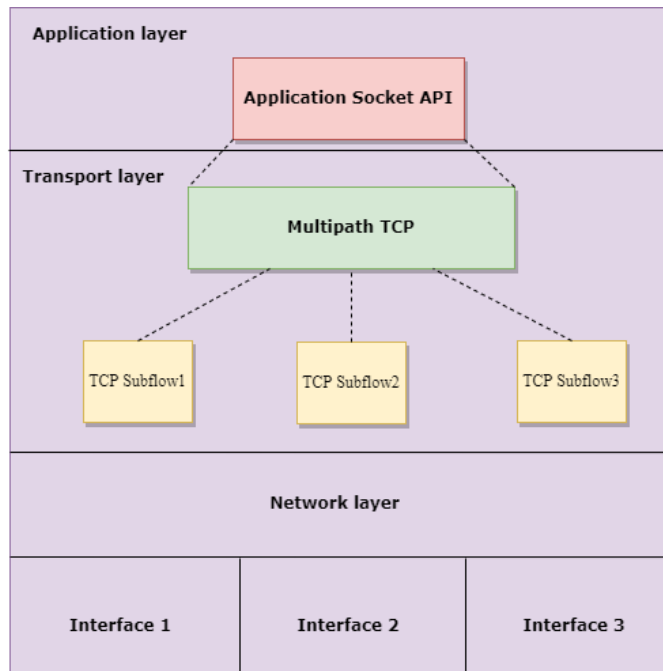 Application layer
Application Socket API
Transport layer
Multipath TCP
TCP Subflow1
TCP Subflow2
TCP Subflow3
Network layer
Interface 1
Interface 2
Interface 3